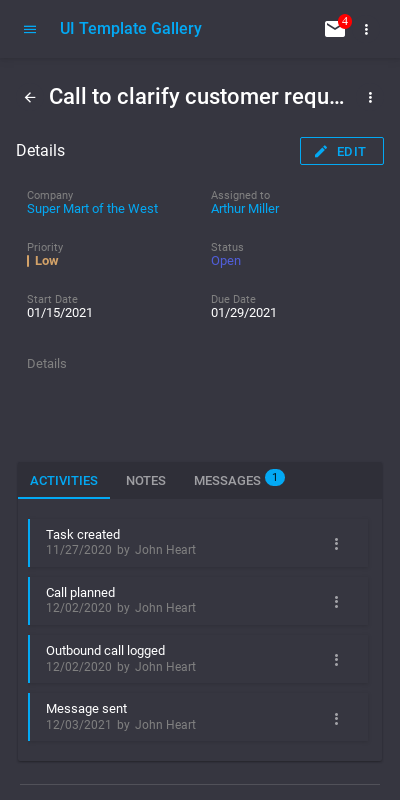 UI Template Gallery
4
Call to clarify customer requ...
Details
EDIT
Company
Assigned to
Super Mart of the West
Arthur Miller
Priority
Status
Low
Open
Start Date
Due Date
01/15/2021
01/29/2021
Details
ACTIVITIES
NOTES
MESSAGES
1
Task created
11/27/2020 by John Heart
Call planned
12/02/2020 by John Heart
Outbound call logged
12/02/2020 by John Heart
Message sent
12/03/2021 by John Heart